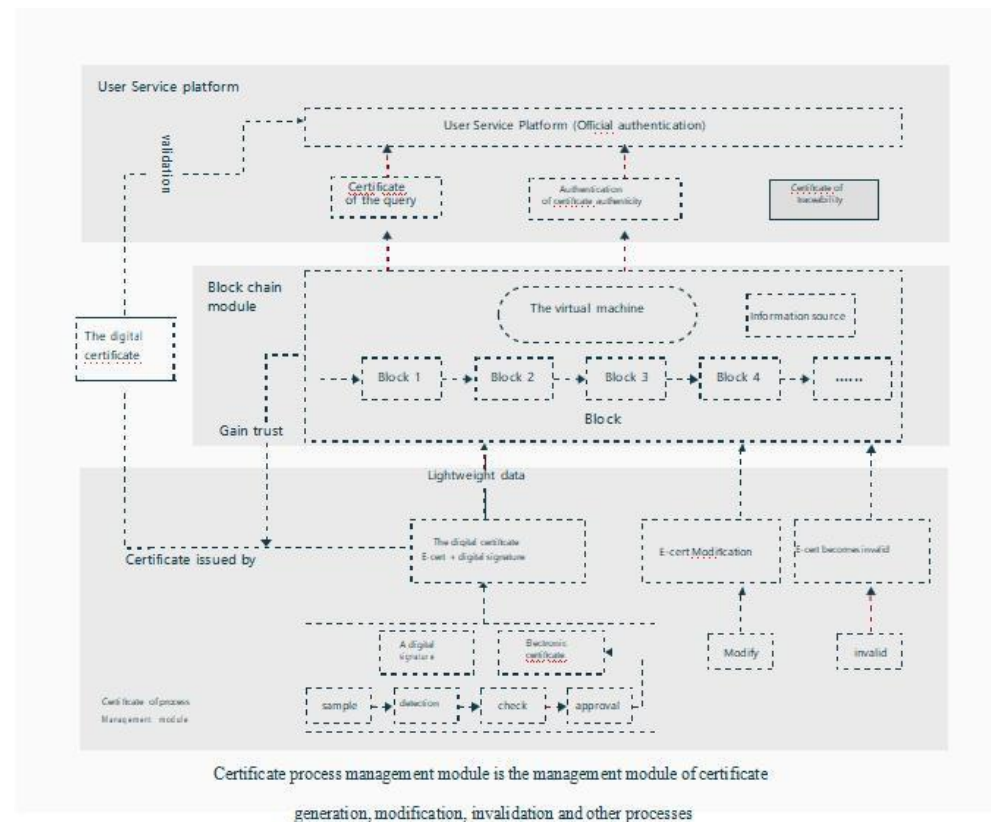 User Service platform
User Service Platform (Official authentication)
validation
Certificate
of the query
Authentication
of certificate authenticity
Certificate of
traceability
Block chain
module
The virtual machine
Information source
The digital
certificate
Block 1
Block 2
Block 3
Block 4
......
Block
Gain trust
Lightweight data
The digital certificate
E-cert + digital signature
E-cert Modification
E-cert becomes invalid
Certificate issued by
A digital
signature
Electronic
certificate
Modify
invalid
sample
detection
check
approval
Certificate of process
Management module
Certificate process management module is the management module of certificate
generation, modification, invalidation and other processes